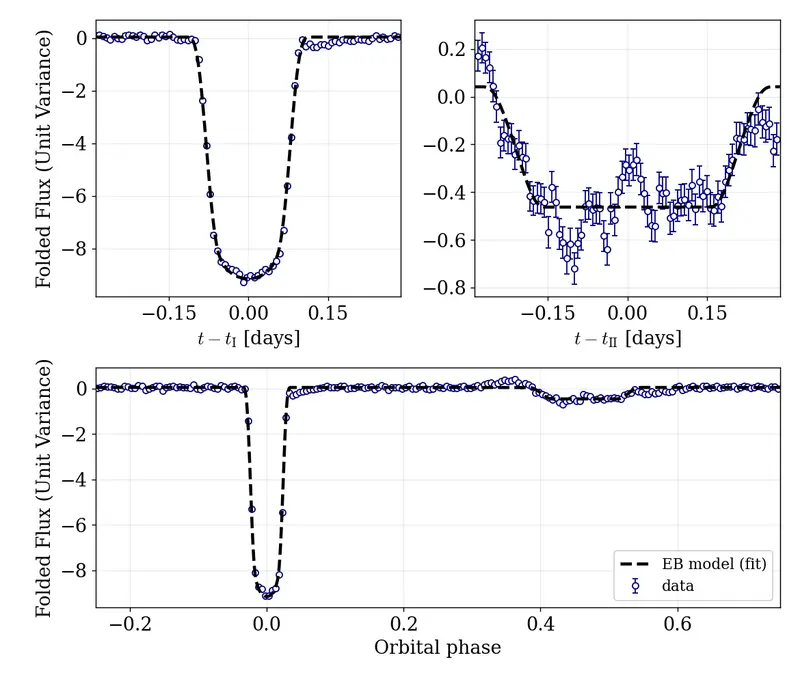 Folded Flux (Unit Variance)
0
−2
−4
−6
−8
−0.15 0.00 0.15
t − tI [days]
0.2
0.0
−0.2
−0.4
−0.6
−0.8
−0.15 0.00 0.15
t − tII [days]
Folded Flux (Unit Variance)
0
−2
−4
−6
−8
EB model (fit)
data
−0.2 0.0 0.2 0.4 0.6
Orbital phase